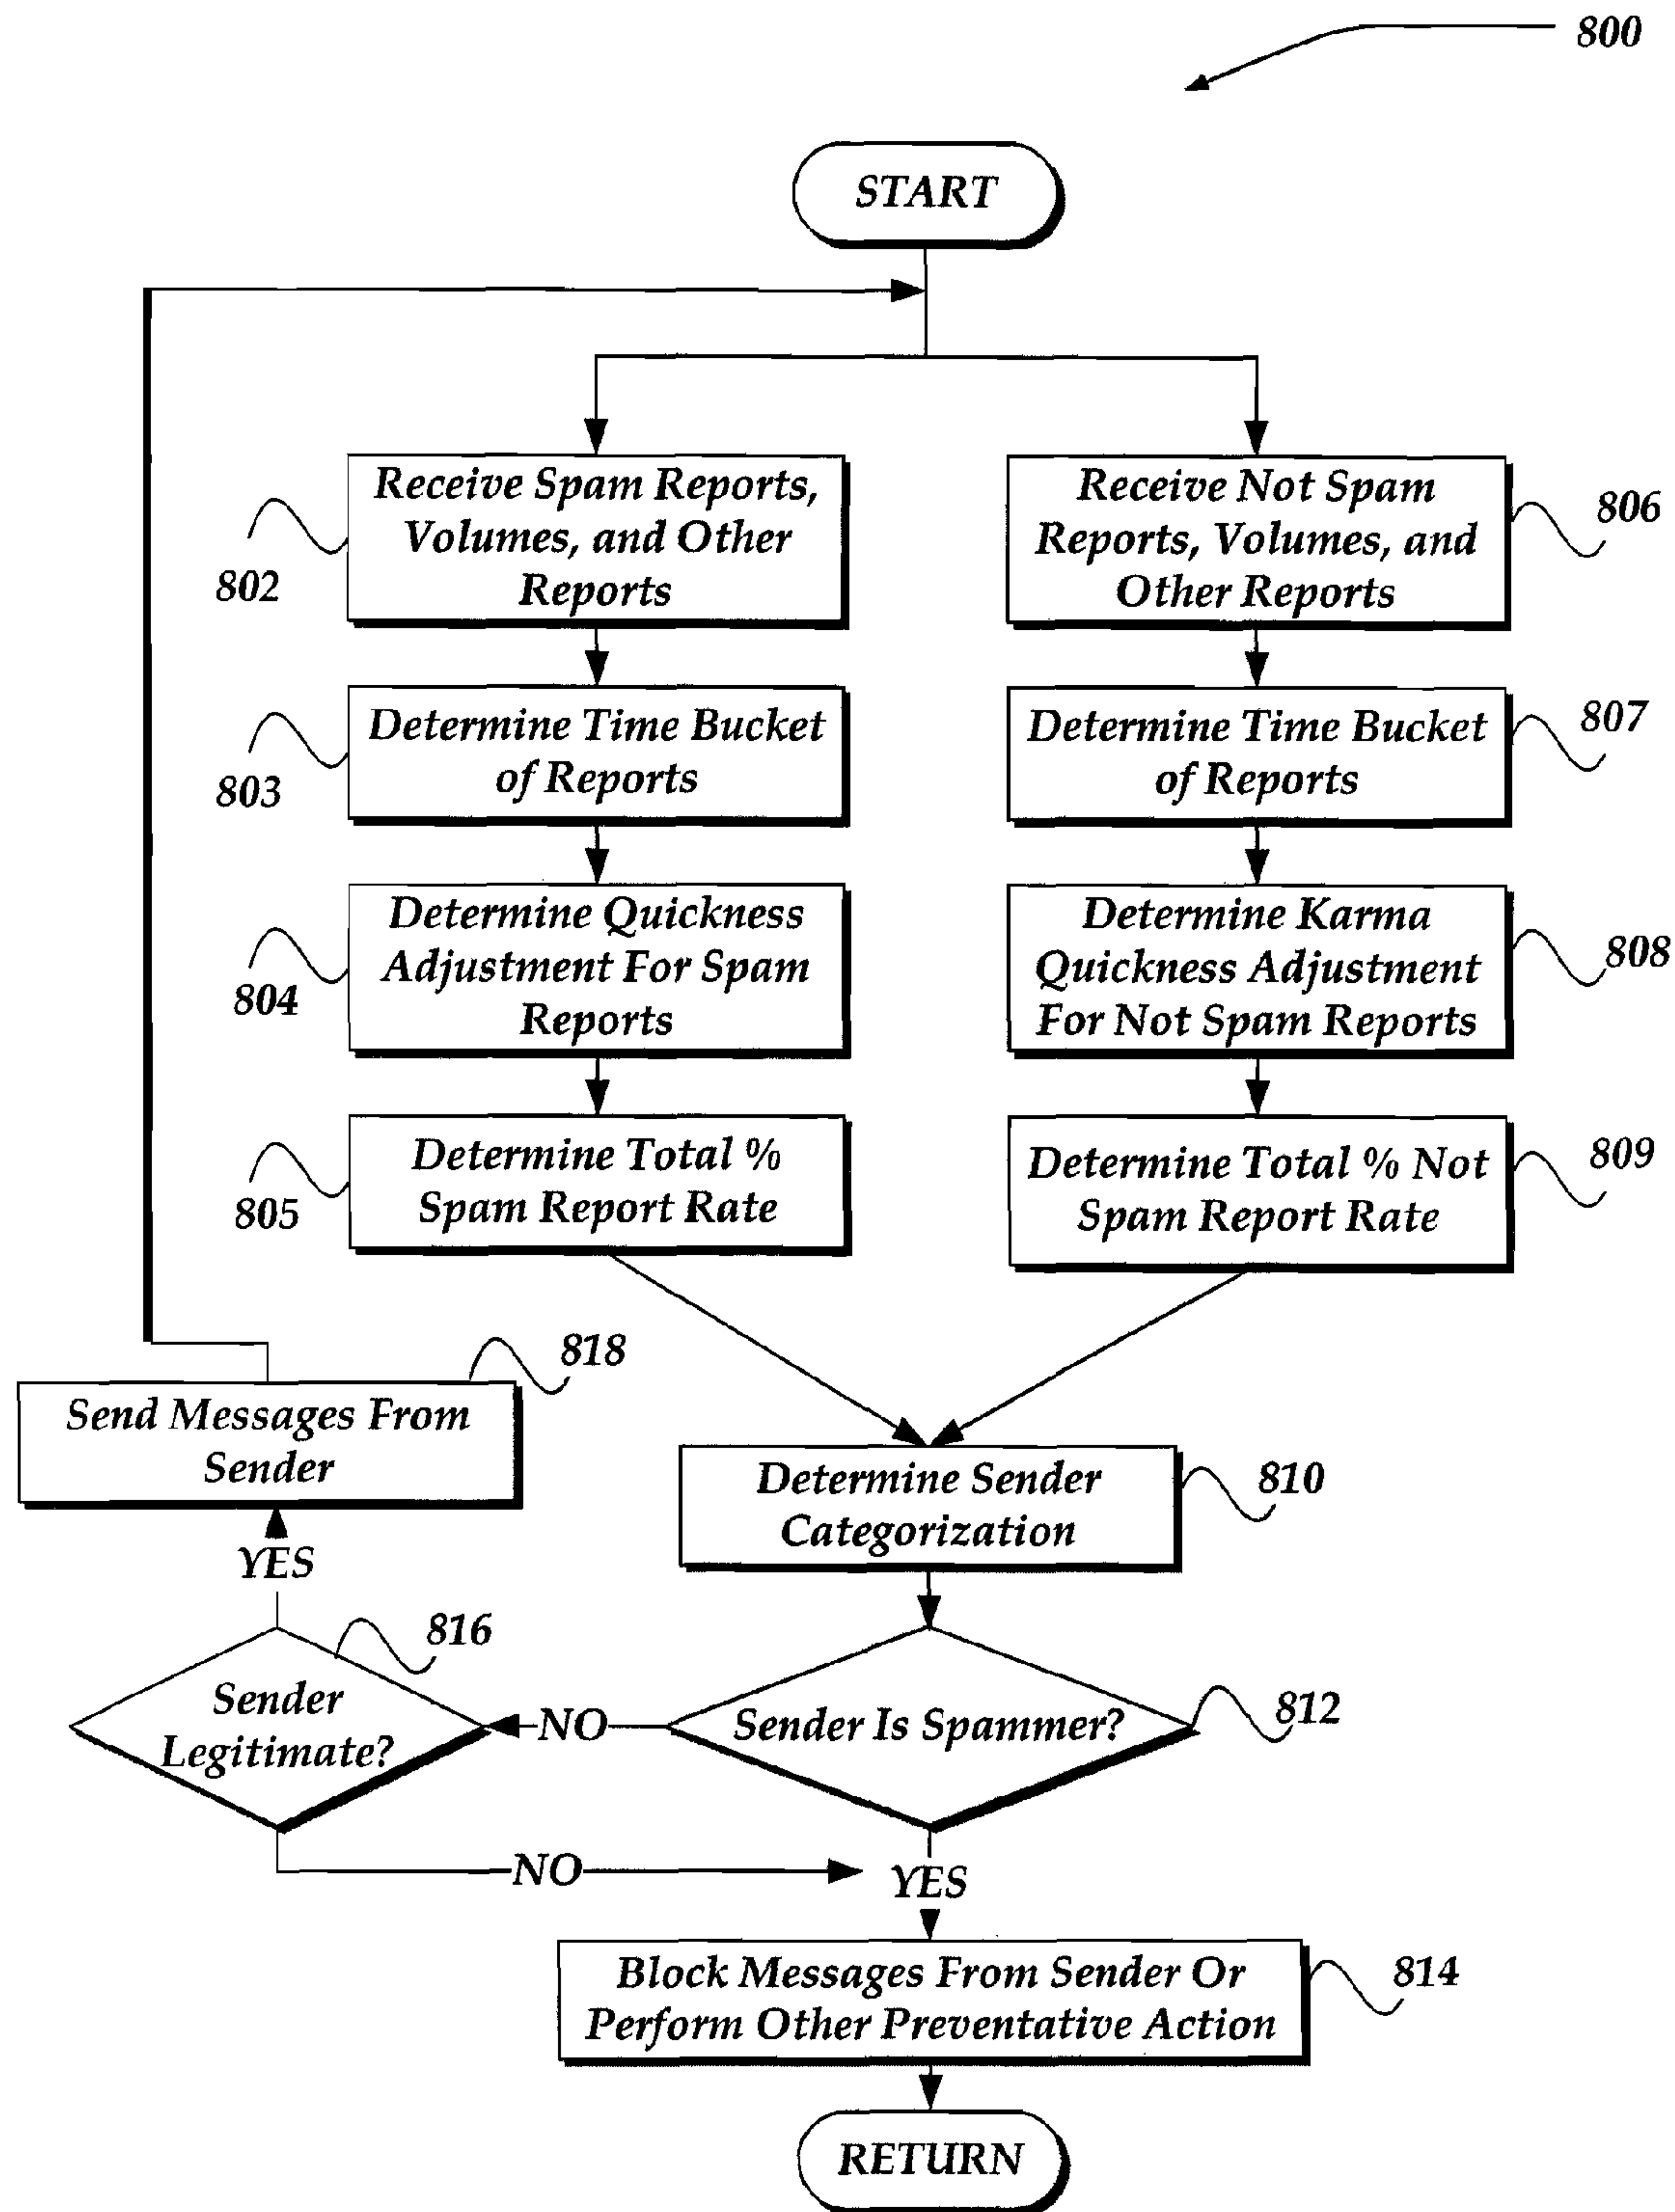 800
START
Receive Spam Reports,
Volumes, and Other
Reports
802
Receive Not Spam
Reports, Volumes, and
Other Reports
806
Determine Time Bucket
of Reports
803
Determine Time Bucket
of Reports
807
Determine Quickness
Adjustment For Spam
Reports
804
Determine Karma
Quickness Adjustment
For Not Spam Reports
808
Determine Total %
Spam Report Rate
805
Determine Total % Not
Spam Report Rate
809
818
Send Messages From
Sender
Determine Sender
Categorization
810
YES
816
Sender
Legitimate?
NO
Sender Is Spammer?
812
NO
YES
Block Messages From Sender Or
Perform Other Preventative Action
814
RETURN